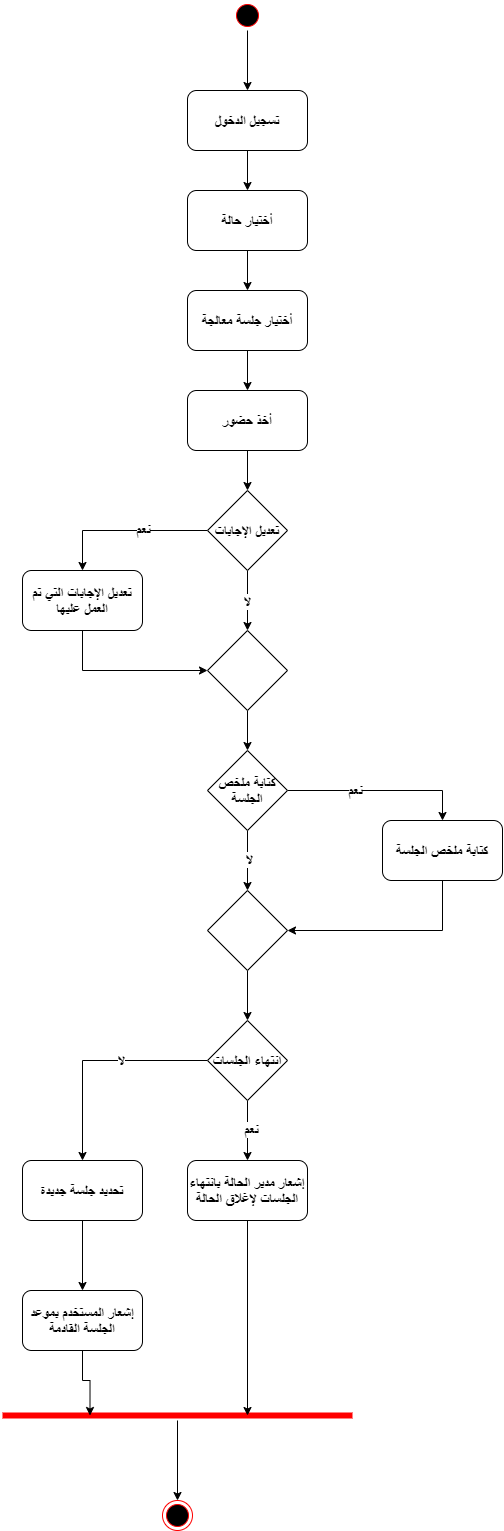 تسجيل الدخول
أختيار حالة
أختيار جلسة معالجة
أخذ حضور
تعديل الإجابات
نعم
تعديل الإجابات التي تم
العمل عليها
لا
كتابة ملخص
الجلسة
نعم
كتابة ملخص الجلسة
لا
انتهاء الجلسات
لا
نعم
تحديد جلسة جديدة
إشعار مدير الحالة بانتهاء
الجلسات لإغلاق الحالة
إشعار المستخدم بموعد
الجلسة القادمة